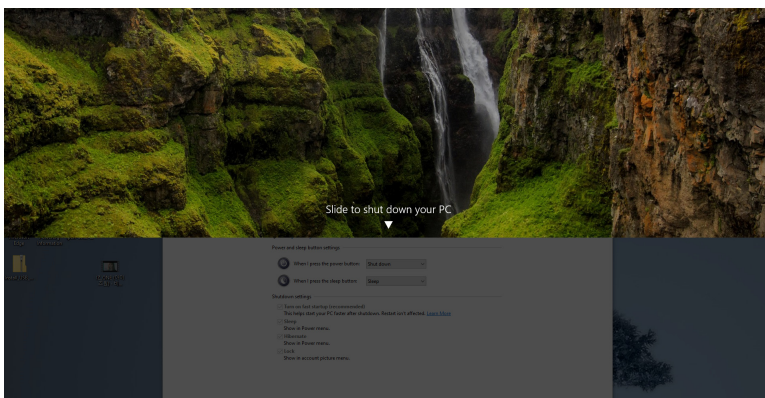 Slide to shut down your PC
Power and sleep button settings
When I press the power button:
Shut down
When I press the sleep button:
Sleep
Shutdown settings
Turn on fast startup (recommended)
This helps start your PC faster after shutdown. Restart isn't affected. Learn More
Sleep
Show in Power menu.
Hibernate
Show in Power menu.
Lock
Show in account picture menu.